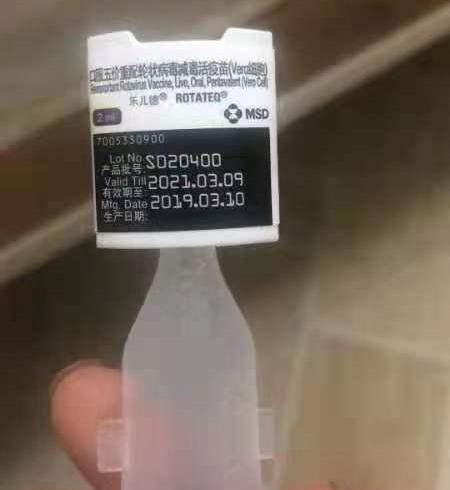 口服五价重配轮状病毒减毒活疫苗(Vero细胞)
Reassortant Rotavirus Vaccine, Live, Oral, Pentavalent (Vero Cell)
乐儿德® ROTATEQ®
2 ml
MSD
7005330900
Lot No. S020400
产品批号:
Valid Till 2021.03.09
有效期至:
Mfg. Date 2019.03.10
生产日期: